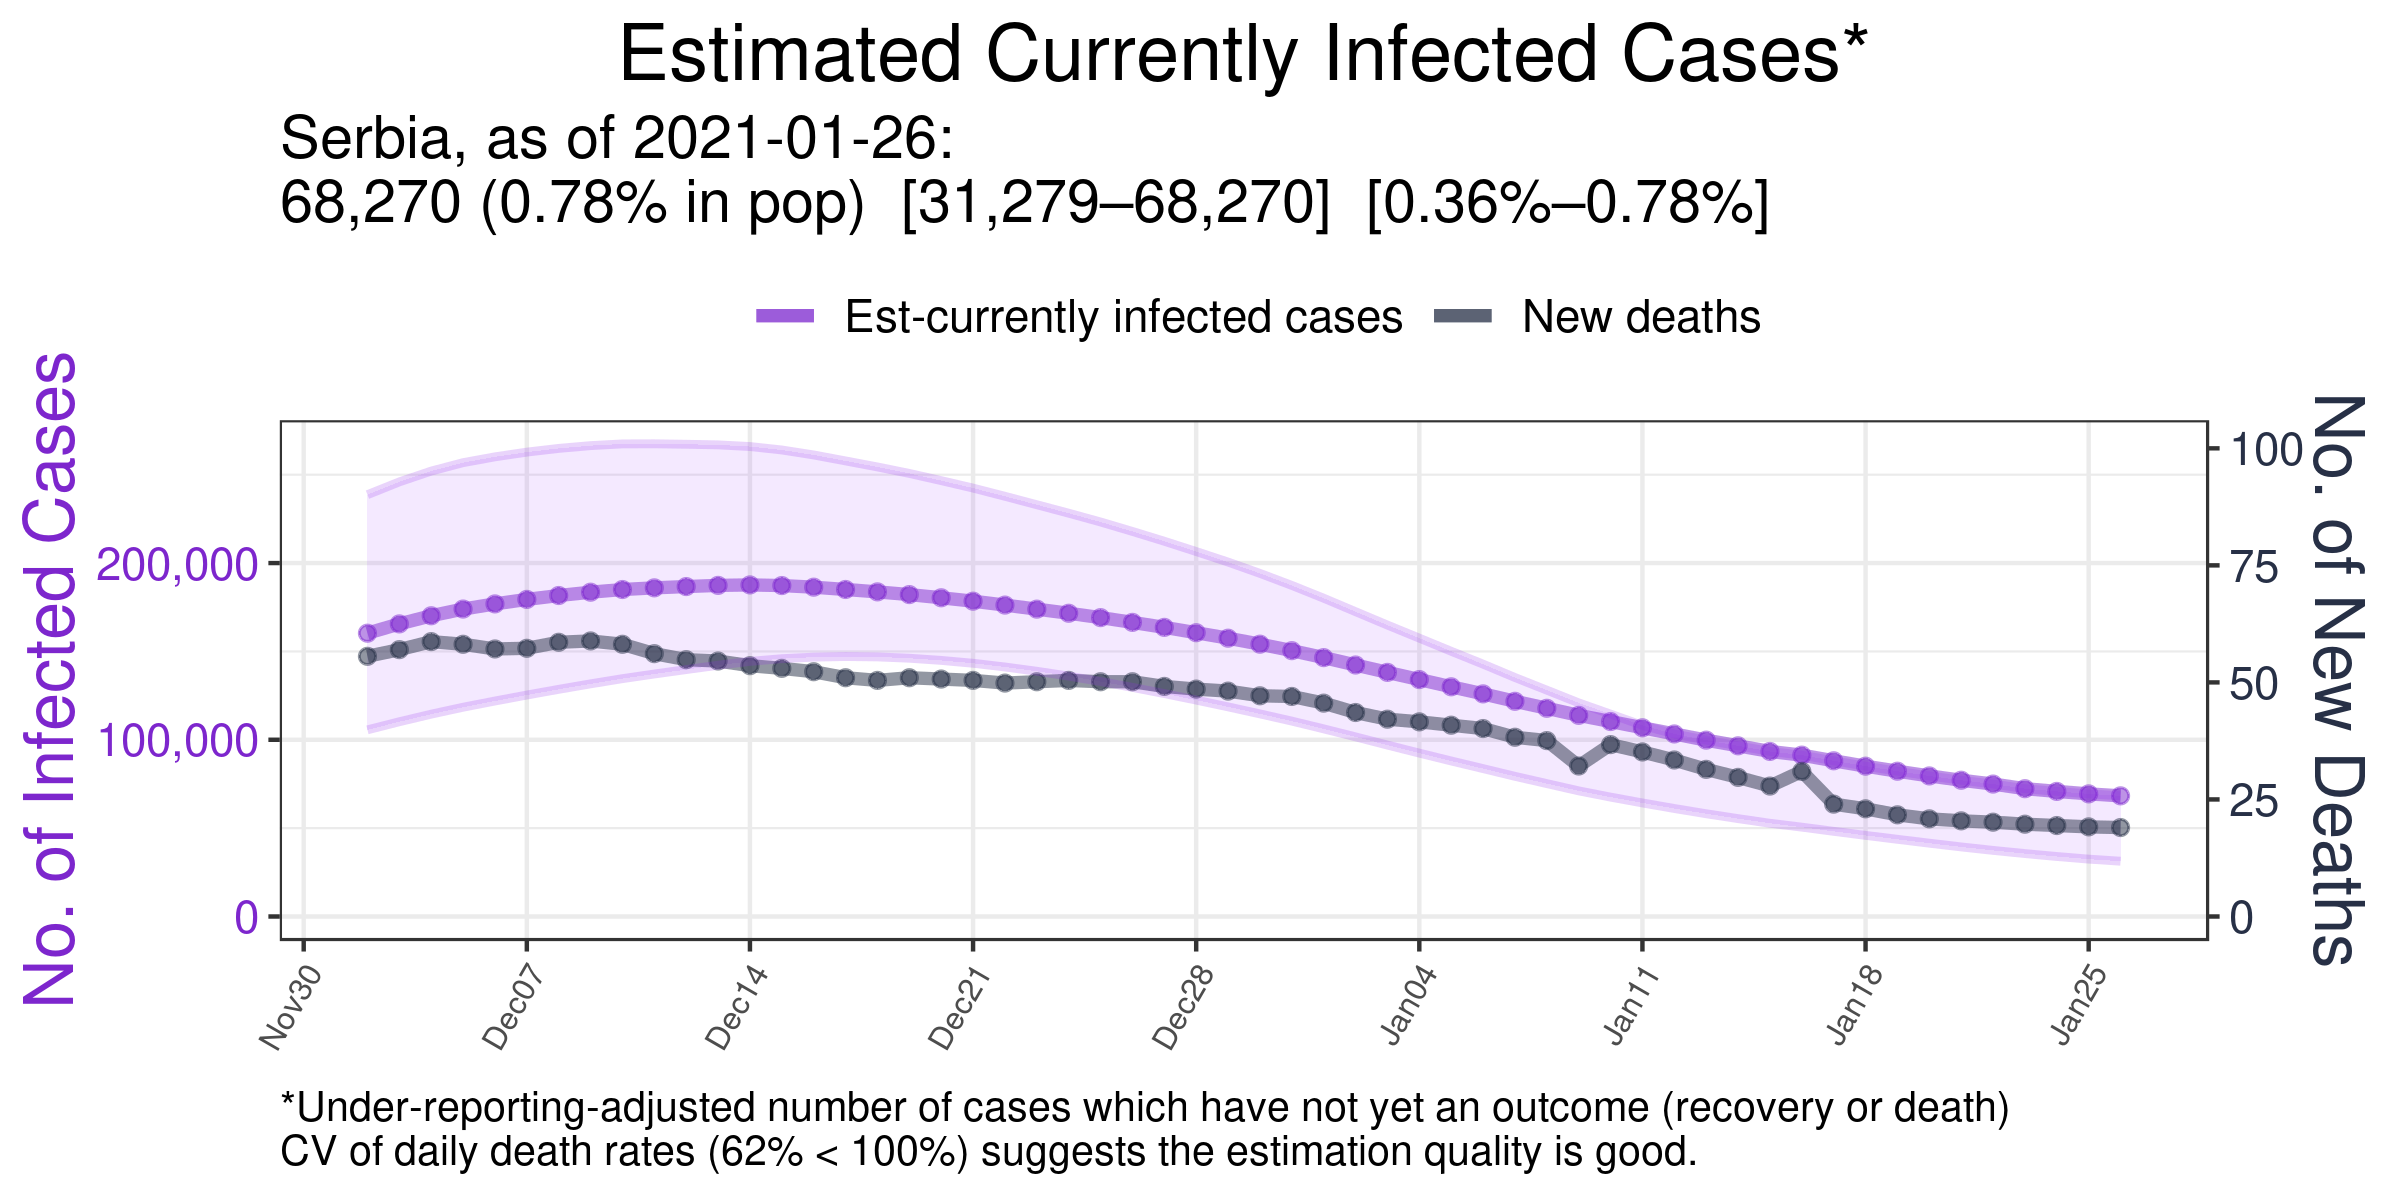 Estimated Currently Infected Cases*
Serbia, as of 2021-01-26:
68,270 (0.78% in pop)  [31,279–68,270]  [0.36%–0.78%]
Est-currently infected cases
New deaths
No. of Infected Cases
200,000
100,000
0
No. of New Deaths
100
75
50
25
0
Nov30
Dec07
Dec14
Dec21
Dec28
Jan04
Jan11
Jan18
Jan25
*Under-reporting-adjusted number of cases which have not yet an outcome (recovery or death)
CV of daily death rates (62% < 100%) suggests the estimation quality is good.